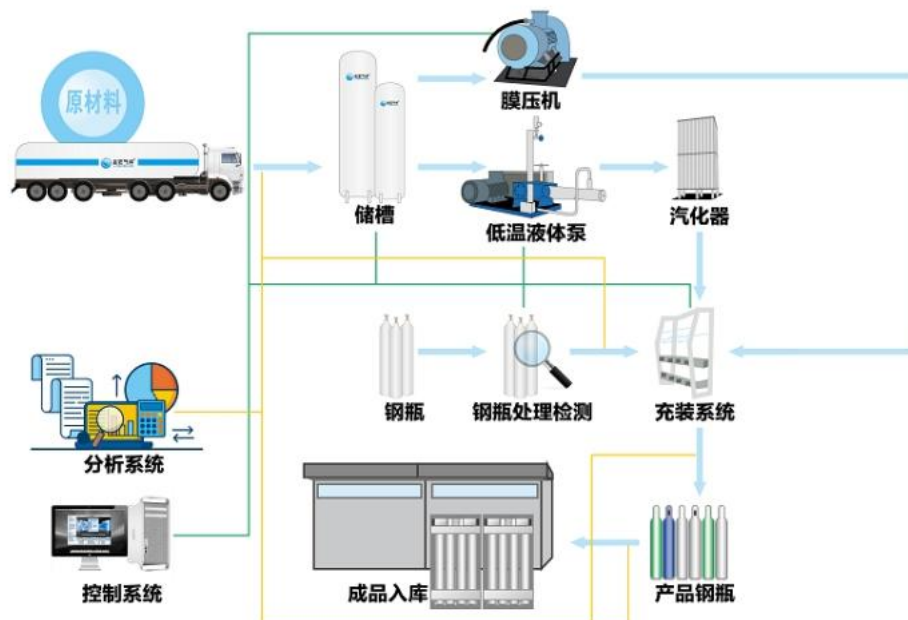 原材料
膜压机
储槽
低温液体泵
汽化器
钢瓶
钢瓶处理检测
充装系统
分析系统
控制系统
成品入库
产品钢瓶